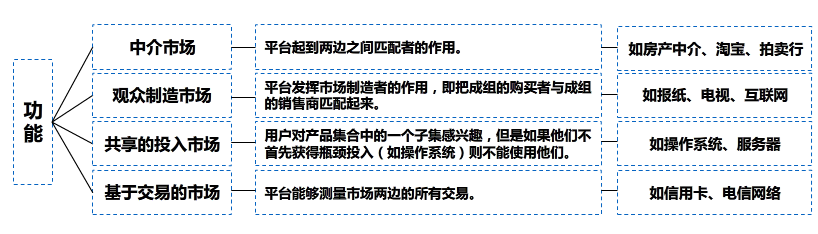 功能
中介市场
平台起到两边之间匹配者的作用。
如房产中介、淘宝、拍卖行
观众制造市场
平台发挥市场制造者的作用，即把成组的购买者与成组
的销售商匹配起来。
如报纸、电视、互联网
共享的投入市场
用户对产品集合中的一个子集感兴趣，但是如果他们不
首先获得瓶颈投入（如操作系统）则不能使用他们。
如操作系统、服务器
基于交易的市场
平台能够测量市场两边的所有交易。
如信用卡、电信网络